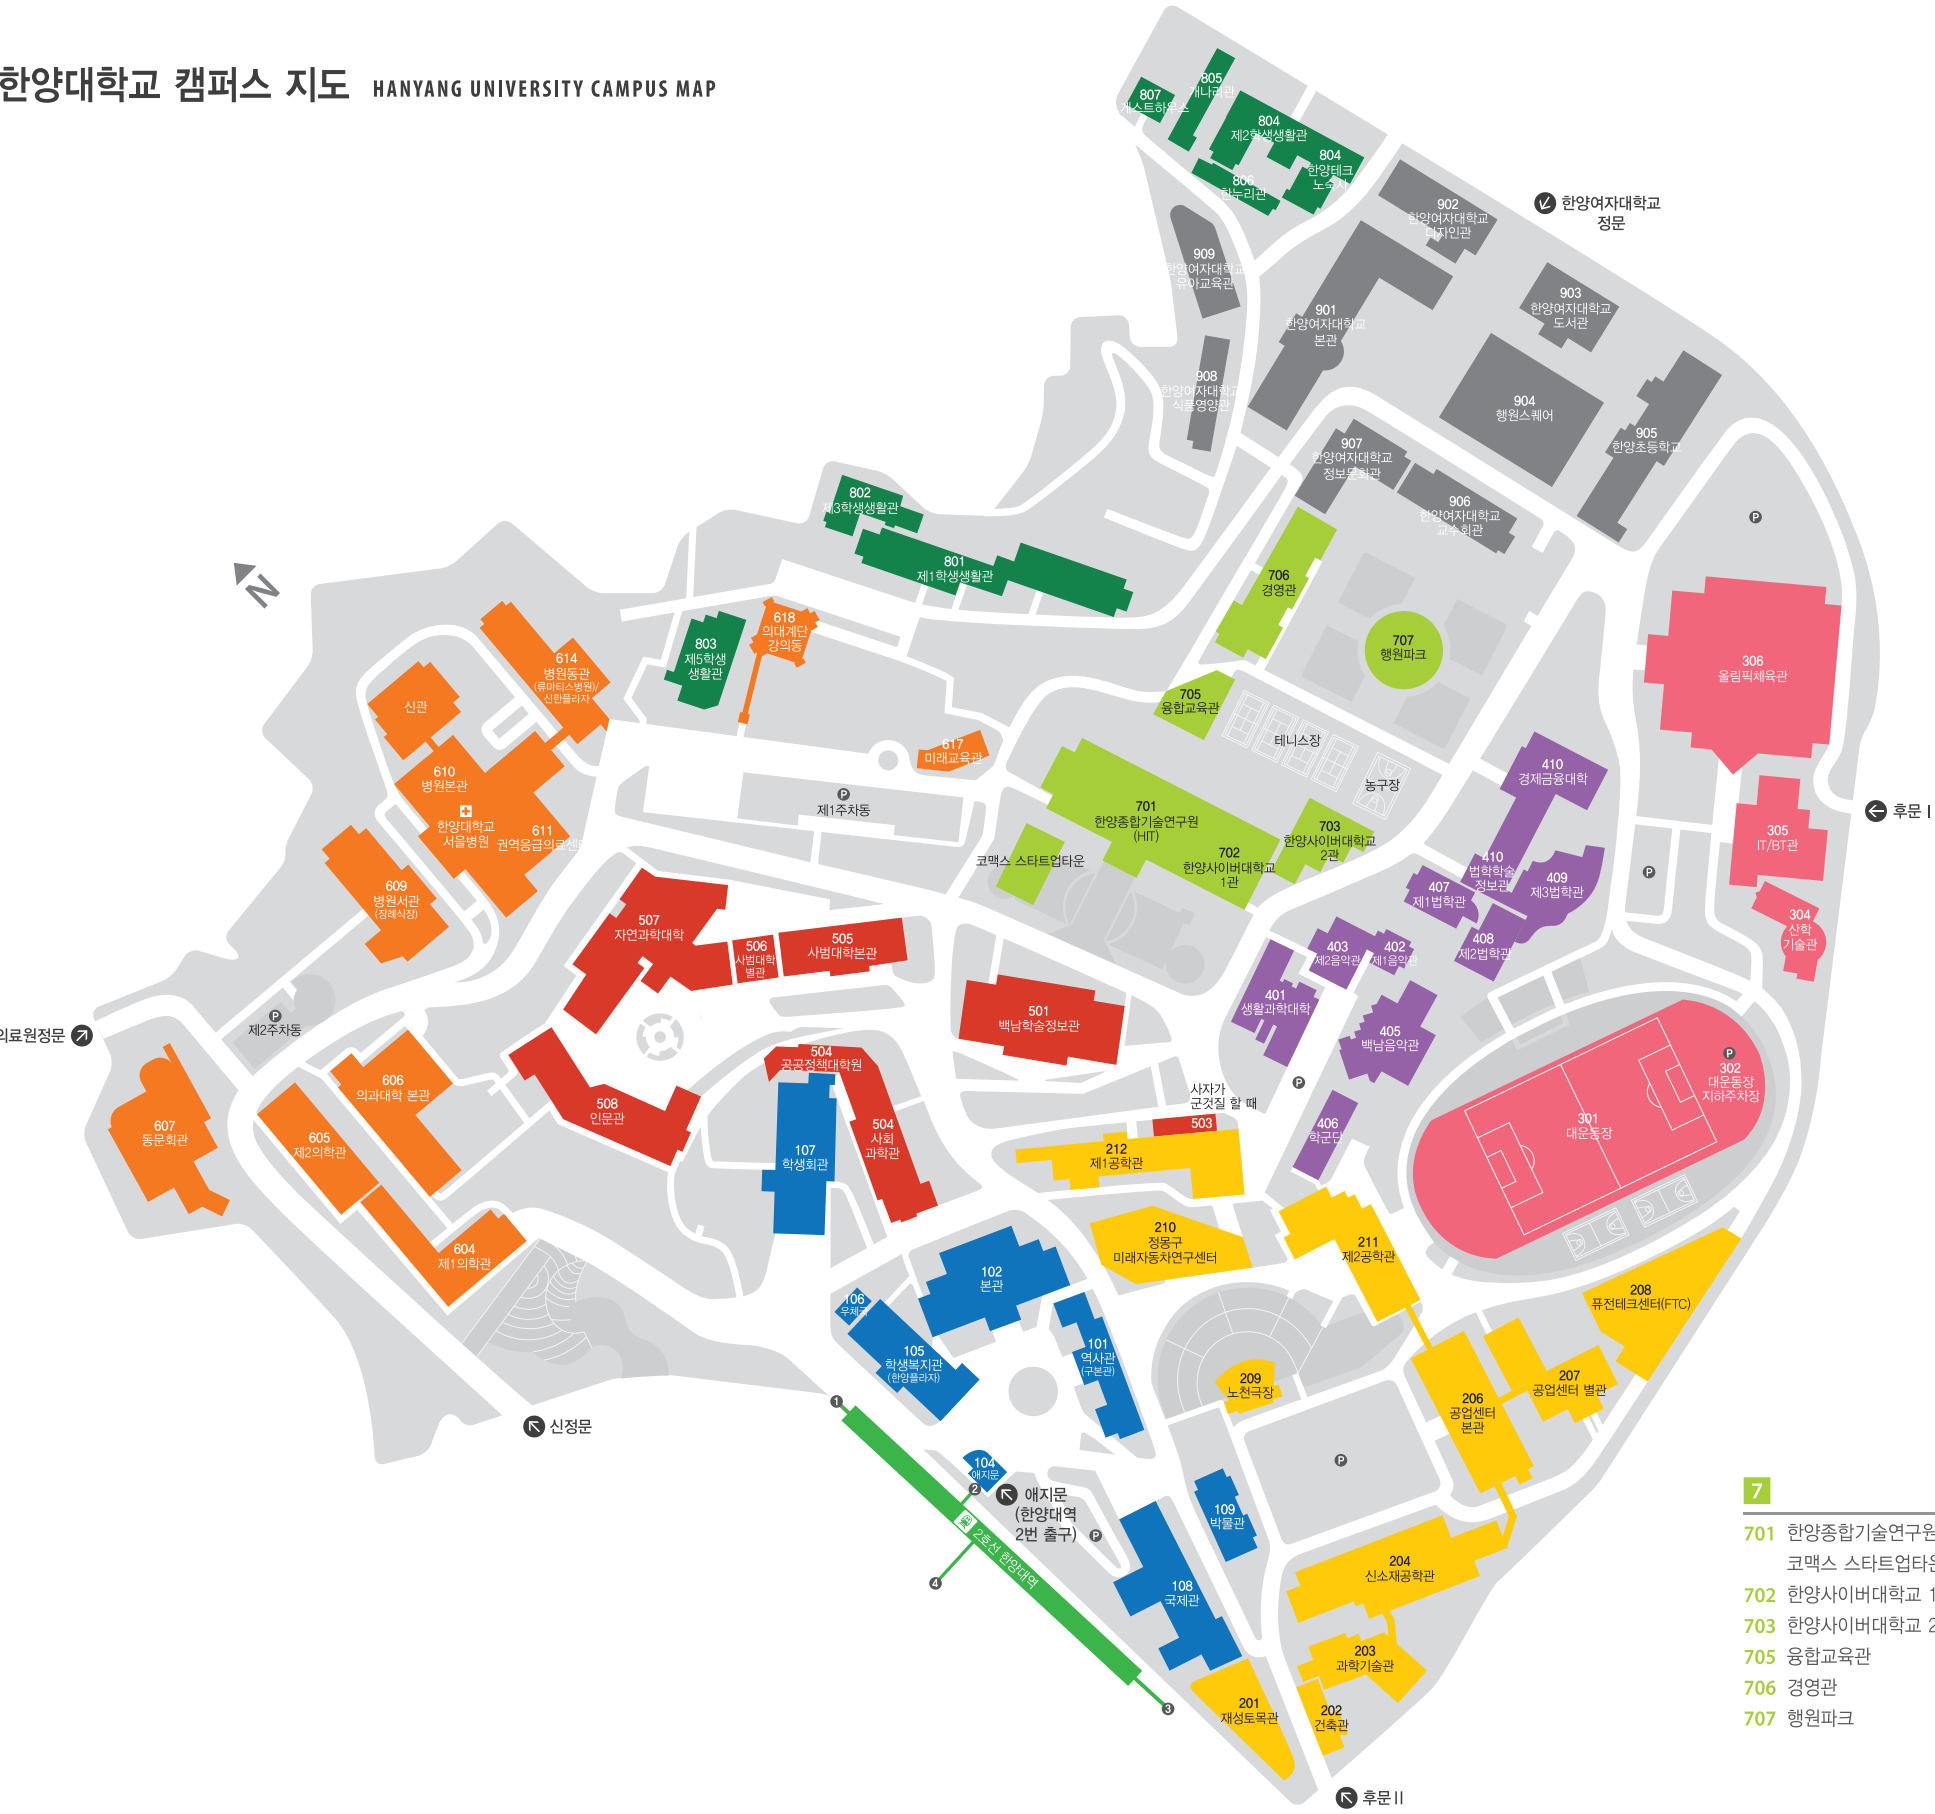 한양대학교 캠퍼스 지도 HANYANG UNIVERSITY CAMPUS MAP
805
개나리관
807
게스트하우스
804
제2학생생활관
804
한양테크
노숙사
806
한누리관
902
한양여자대학교
디자인관
한양여자대학교
정문
909
한양여자대학교
유아교육관
901
한양여자대학교
본관
903
한양여자대학교
도서관
908
한양여자대학교
식품영양관
904
행원스퀘어
905
한양초등학교
907
한양여자대학교
정보문화관
906
한양여자대학교
교수회관
P
802
제3학생생활관
801
제1학생생활관
N
706
경영관
707
행원파크
618
의대계단
강의동
803
제5학생
생활관
614
병원동관
(류마티스병원)/
신한플라자
신관
306
올림픽체육관
705
융합교육관
테니스장
농구장
617
미래교육관
610
병원본관
한양대학교
서울병원
611
권역응급의료센터
P
제1주차동
701
한양종합기술연구원
(HIT)
702
한양사이버대학교
1관
703
한양사이버대학교
2관
코맥스 스타트업타운
410
경제금융대학
410
법학학술
정보관
409
제3법학관
407
제1법학관
408
제2법학관
P
후문 I
305
IT/BT관
304
산학
기술관
609
병원서관
(장례식장)
507
자연과학대학
506
사범대학
별관
505
사범대학본관
403
제2음악관
402
제1음악관
401
생활과학대학
405
백남음악관
501
백남학술정보관
P
제2주차동
의료원정문
504
공공정책대학원
P
302
대운동장
지하주차장
301
대운동장
606
의과대학 본관
508
인문관
107
학생회관
504
사회
과학관
사자가
군것질 할 때
503
P
406
학군단
607
동문회관
605
제2의학관
212
제1공학관
210
정몽구
미래자동차연구센터
211
제2공학관
604
제1의학관
102
본관
106
우체국
208
퓨전테크센터(FTC)
105
학생복지관
(한양플라자)
101
역사관
(구본관)
209
노천극장
207
공업센터 별관
206
공업센터
본관
신정문
1
104
애지문
2
애지문
(한양대역
2번 출구)
P
P
2호선 한양대역
4
3
109
박물관
108
국제관
204
신소재공학관
203
과학기술관
201
재성토목관
202
건축관
후문 II
7
701 한양종합기술연구원
코맥스 스타트업타운
702 한양사이버대학교 1
703 한양사이버대학교 2
705 융합교육관
706 경영관
707 행원파크